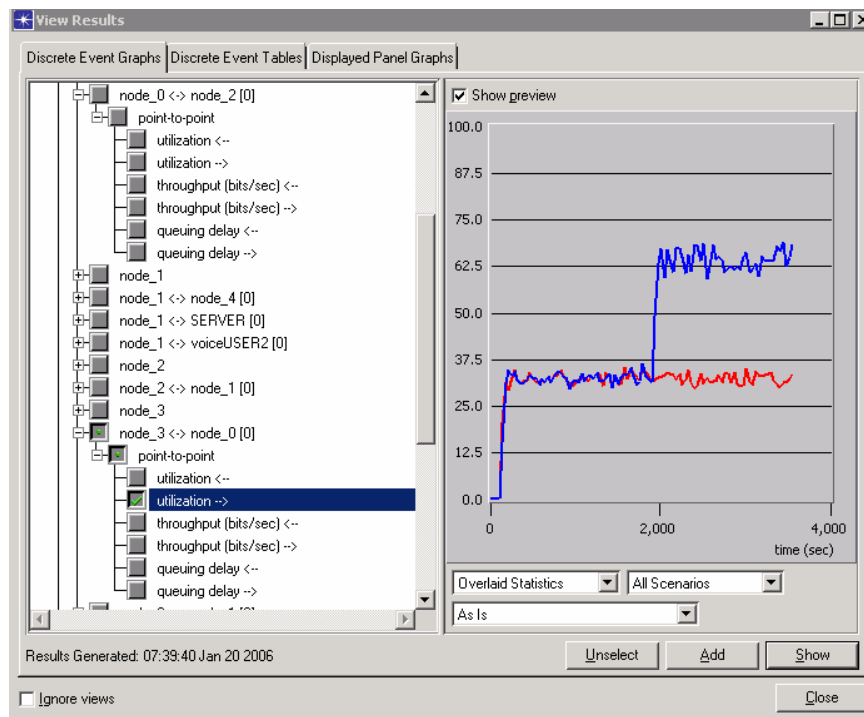 View Results
Discrete Event Graphs Discrete Event Tables Displayed Panel Graphs
node_0 <-> node_2 [0]
point-to-point
utilization <--
utilization -->
throughput (bits/sec) <--
throughput (bits/sec) -->
queuing delay <--
queuing delay -->
node_1
node_1 <-> node_4 [0]
node_1 <-> SERVER [0]
node_1 <-> voiceUSER2 [0]
node_2
node_2 <-> node_1 [0]
node_3
node_3 <-> node_0 [0]
point-to-point
utilization <--
utilization -->
throughput (bits/sec) <--
throughput (bits/sec) -->
queuing delay <--
queuing delay -->
Show preview
100.0
87.5
75.0
62.5
50.0
37.5
25.0
12.5
0.0
0 2,000 4,000
time (sec)
Overlaid Statistics All Scenarios
As Is
Results Generated: 07:39:40 Jan 20 2006
Unselect Add Show
Ignore views
Close